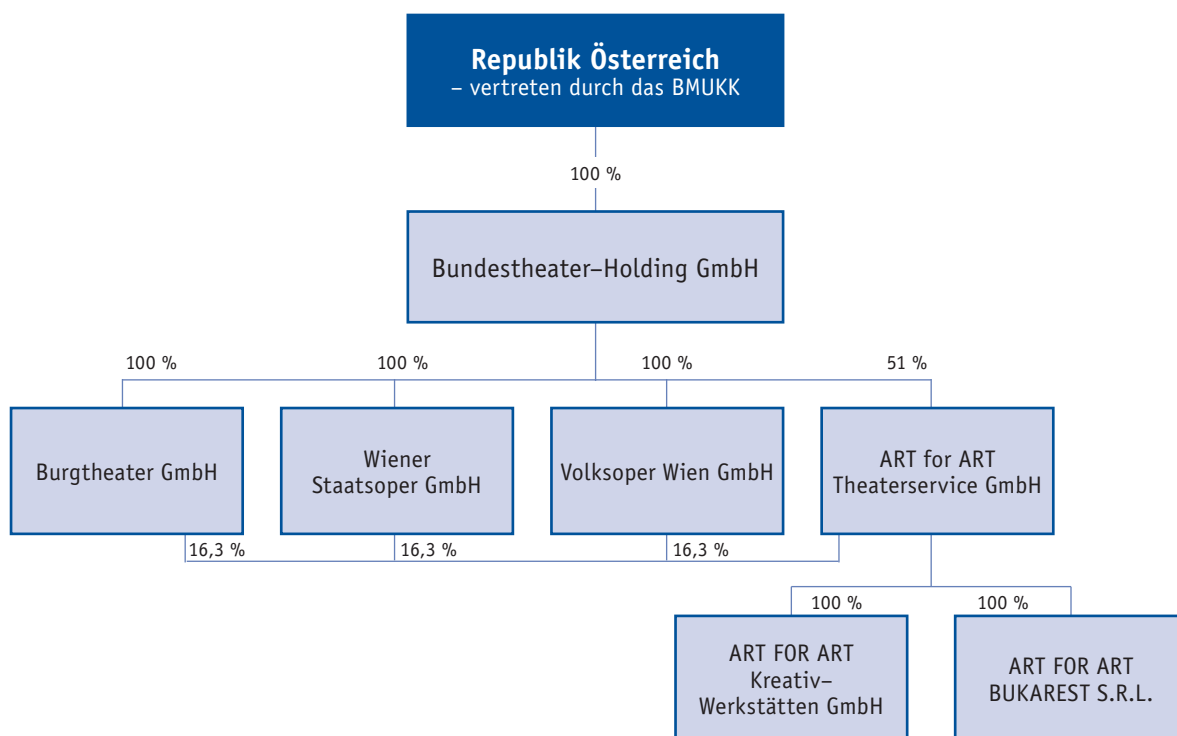 Republik Österreich
– vertreten durch das BMUKK
100 %
Bundestheater–Holding GmbH
100 %
100 %
100 %
51 %
Burgtheater GmbH
Wiener
Staatsoper GmbH
Volksoper Wien GmbH
ART for ART
Theaterservice GmbH
16,3 %
16,3 %
16,3 %
100 %
100 %
ART FOR ART
Kreativ–
Werkstätten GmbH
ART FOR ART
BUKAREST S.R.L.